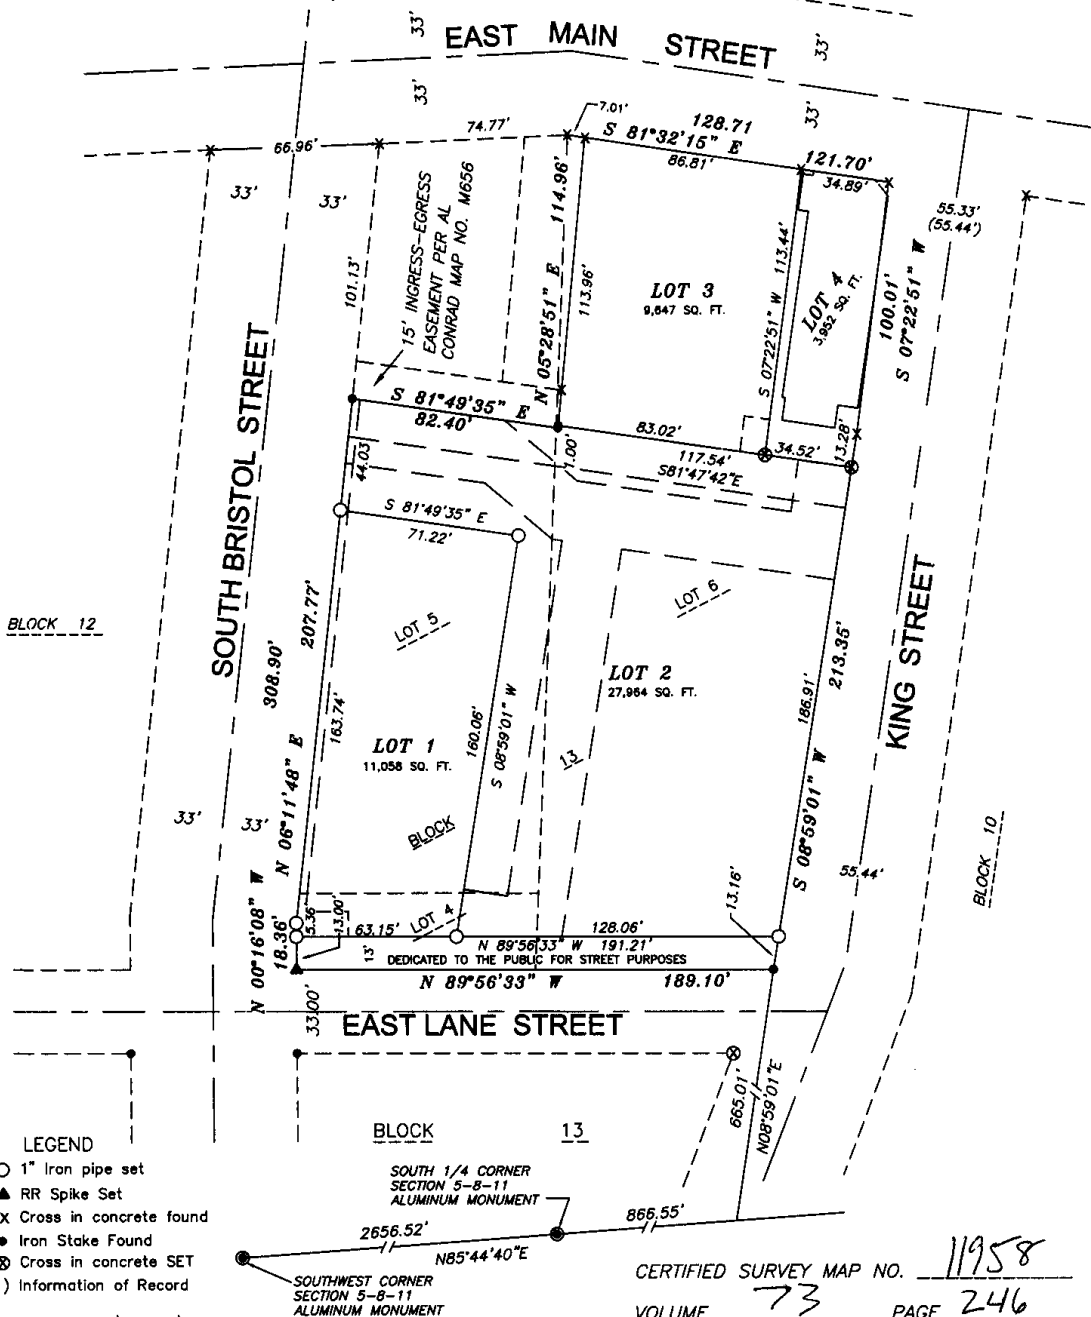 EAST MAIN STREET
33'
33'
33'
33'
7.01'
128.71
S 81°32'15" E
86.81'
121.70'
34.89'
74.77'
66.96'
33'
33'
55.33'
(55.44')
101.13'
15' INGRESS-EGRESS
EASEMENT PER AL
CONRAD MAP NO. M656
114.96'
N 05°28'51" E
113.96'
LOT 3
9,647 SQ. FT.
S 07°22'51" W 113.44'
LOT 4
3,952 SQ. FT.
100.01'
S 07°22'51" W
SOUTH BRISTOL STREET
S 81°49'35" E
82.40'
1.00'
83.02'
34.52'
13.28'
117.54'
S81°47'42"E
44.03
S 81°49'35" E
71.22'
BLOCK 12
207.77'
308.90'
LOT 5
LOT 6
LOT 2
27,964 SQ. FT.
213.35'
186.91'
KING STREET
163.74'
LOT 1
11,058 SQ. FT.
160.06'
S 08°59'01" W
13
BLOCK
N 06°11'48" E
33'
33'
S 08°59'01" W
55.44'
BLOCK 10
N 00°16'08" W
18.36'
5.36'
13.00'
63.15'
LOT 4
128.06'
13.16'
13'
N 89°56'33" W 191.21'
DEDICATED TO THE PUBLIC FOR STREET PURPOSES
N 89°56'33" W 189.10'
33.00'
EAST LANE STREET
665.01'
N08°59'01"E
BLOCK 13
LEGEND
1" Iron pipe set
RR Spike Set
Cross in concrete found
Iron Stake Found
Cross in concrete SET
) Information of Record
SOUTH 1/4 CORNER
SECTION 5-8-11
ALUMINUM MONUMENT
2656.52'
866.55'
N85°44'40"E
SOUTHWEST CORNER
SECTION 5-8-11
ALUMINUM MONUMENT
CERTIFIED SURVEY MAP NO. 11958
VOLUME 73 PAGE 246